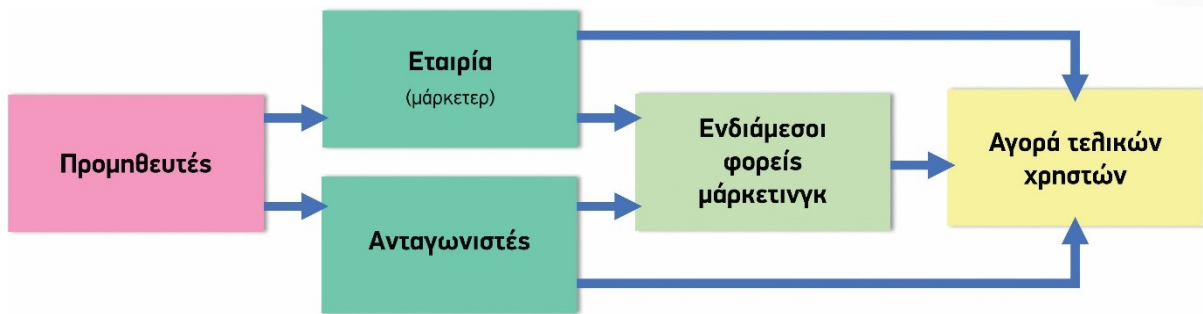 Προμηθευτές
Εταιρία
(μάρκετερ)
Ανταγωνιστές
Ενδιάμεσοι
φορείς
μάρκετινγκ
Αγορά τελικών
χρηστών